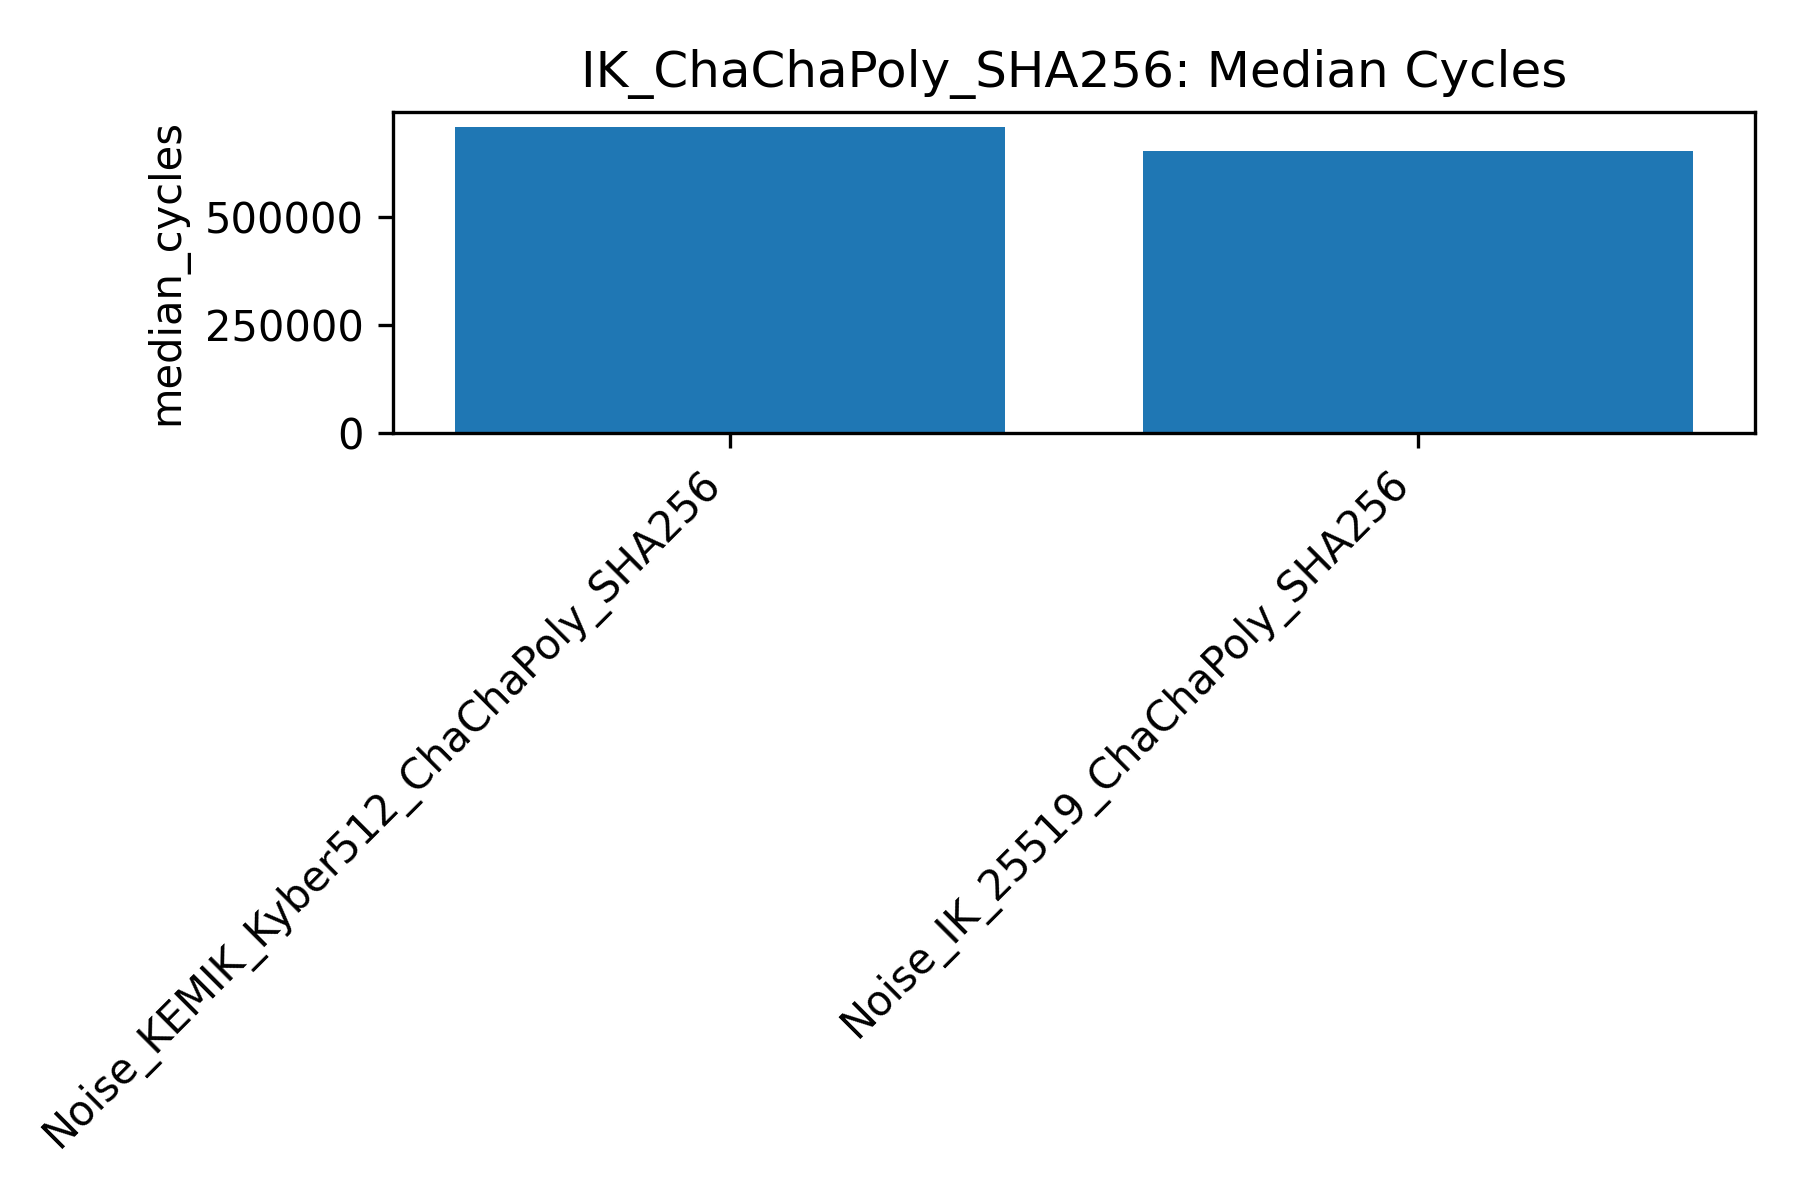 IK_ChaChaPoly_SHA256: Median Cycles
median_cycles
500000
250000
0
Noise_KEMIK_Kyber512_ChaChaPoly_SHA256
Noise_IK_25519_ChaChaPoly_SHA256